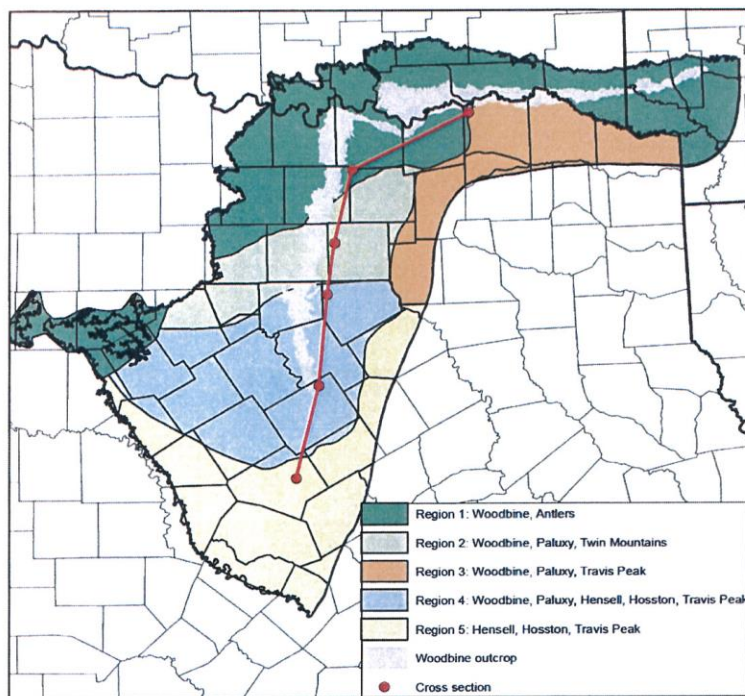 Region 1: Woodbine, Antlers
Region 2: Woodbine, Paluxy, Twin Mountains
Region 3: Woodbine, Paluxy, Travis Peak
Region 4: Woodbine, Paluxy, Hensell, Hosston, Travis Peak
Region 5: Hensell, Hosston, Travis Peak
Woodbine outcrop
Cross section